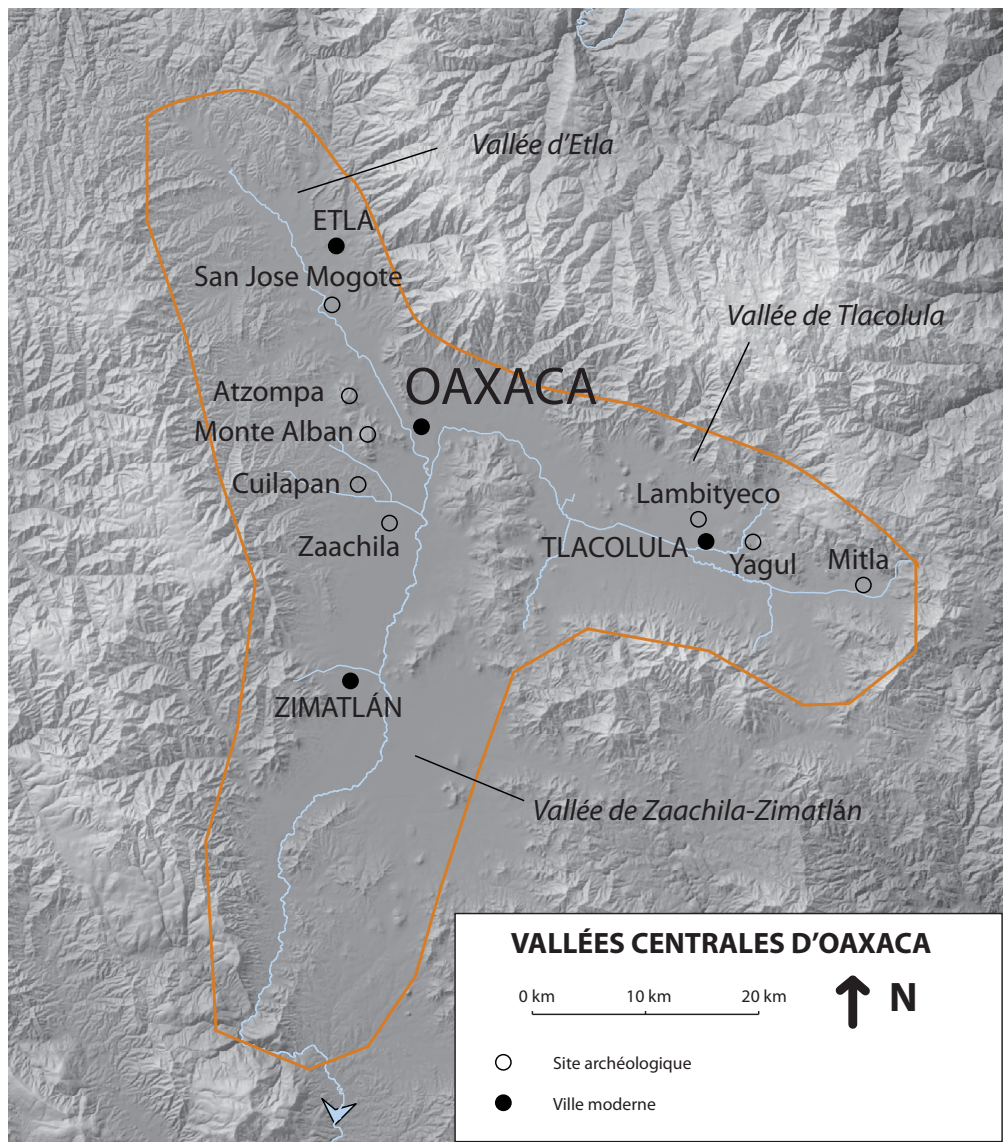 Vallée d'Etla
ETLA
San Jose Mogote
Vallée de Tlacolula
Atzompa
OAXACA
Monte Alban
Cuilapan
Lambityeco
Zaachila
TLACOLULA
Yagul
Mitla
ZIMATLÁN
Vallée de Zaachila-Zimatlán
VALLÉES CENTRALES D'OAXACA
0 km 10 km 20 km
N
Site archéologique
Ville moderne